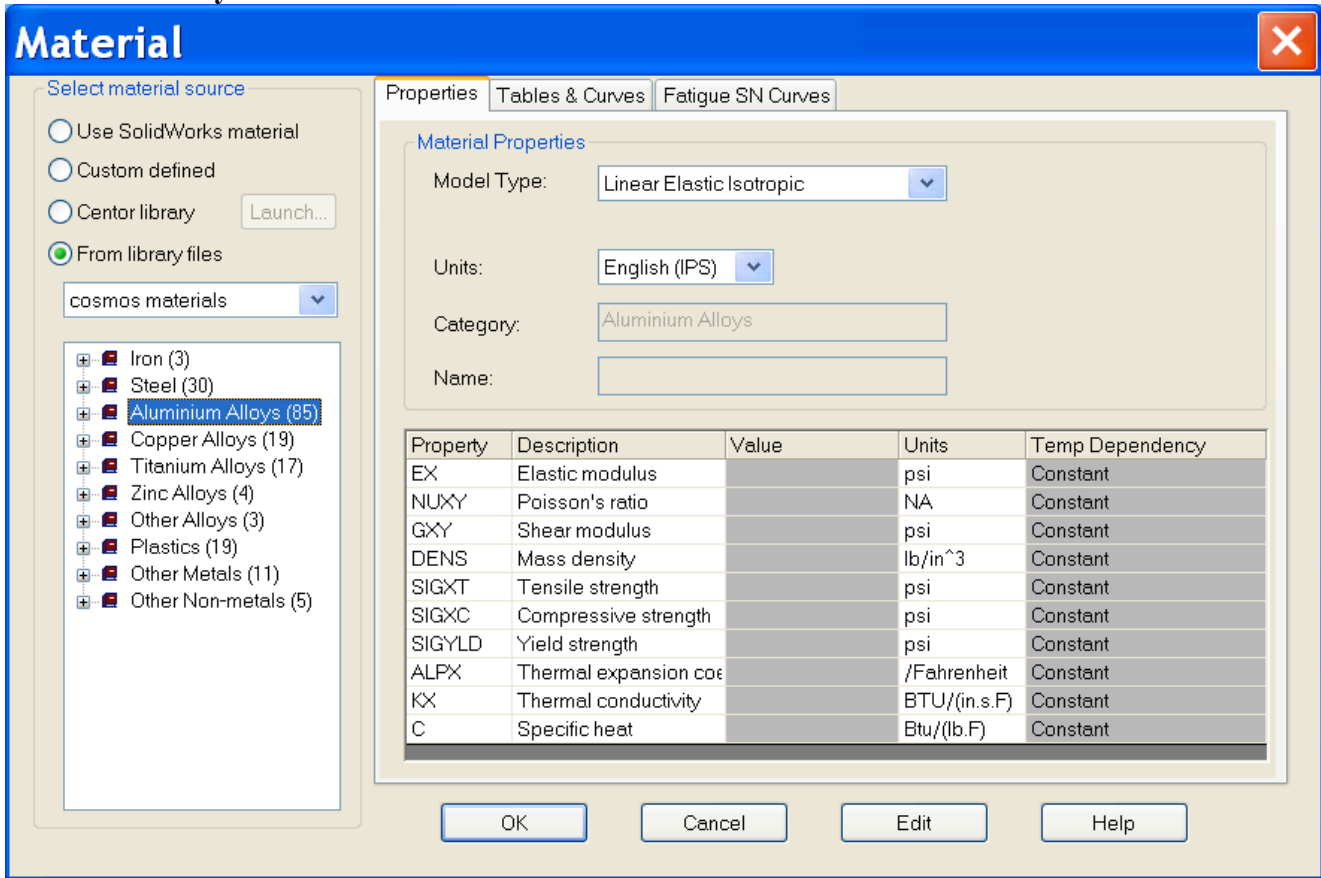 Material
Select material source
Use SolidWorks material
Custom defined
Centor library Launch...
From library files
cosmos materials
Iron (3)
Steel (30)
Aluminium Alloys (85)
Copper Alloys (19)
Titanium Alloys (17)
Zinc Alloys (4)
Other Alloys (3)
Plastics (19)
Other Metals (11)
Other Non-metals (5)
Properties Tables & Curves Fatigue SN Curves
Material Properties
Model Type: Linear Elastic Isotropic
Units: English (IPS)
Category: Aluminium Alloys
Name:
Property Description Value Units Temp Dependency
EX Elastic modulus psi Constant
NUXY Poisson's ratio NA Constant
GXY Shear modulus psi Constant
DENS Mass density lb/in^3 Constant
SIGXT Tensile strength psi Constant
SIGXC Compressive strength psi Constant
SIGYLD Yield strength psi Constant
ALPX Thermal expansion coe /Fahrenheit Constant
KX Thermal conductivity BTU/(in.s.F) Constant
C Specific heat Btu/(lb.F) Constant
OK Cancel Edit Help